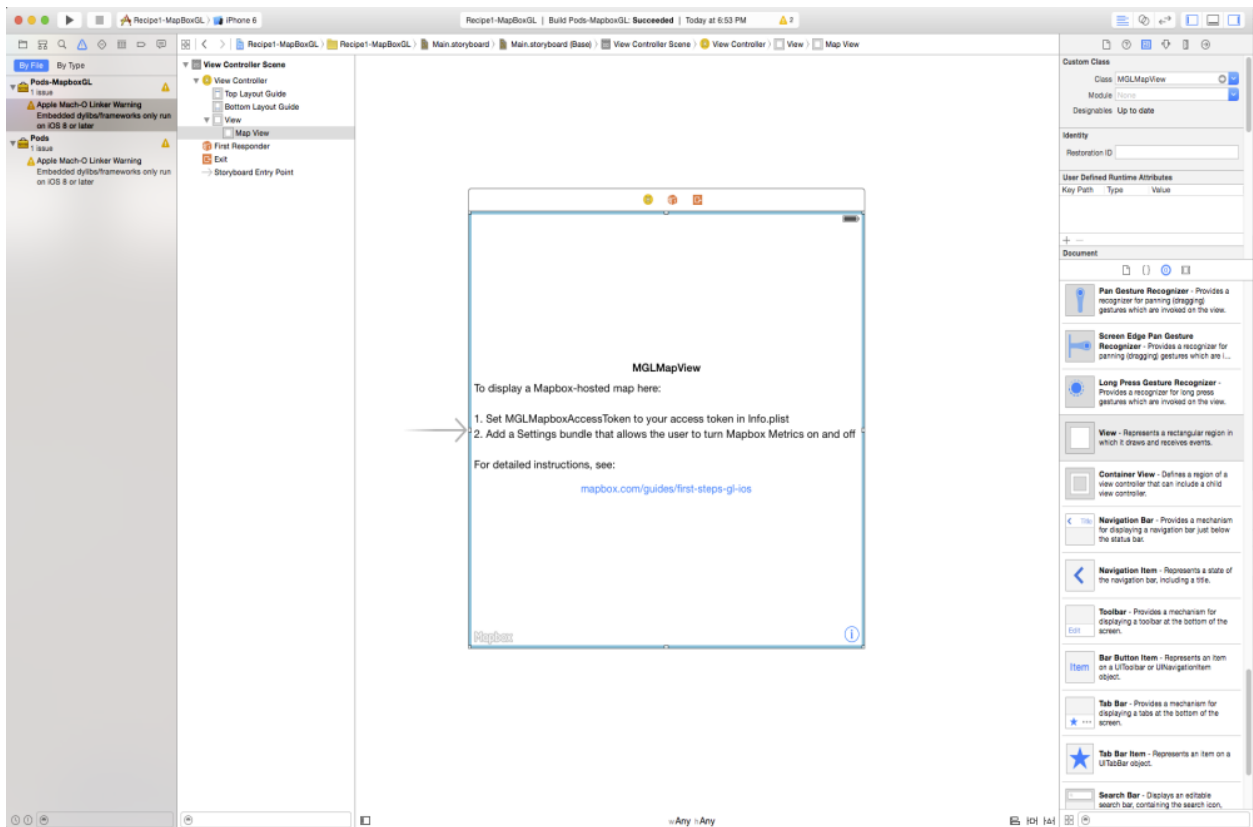 Recipe1-MapBoxGL
iPhone 6
Recipe1-MapBoxGL | Build Pods-MapboxGL: Succeeded | Today at 6:53 PM
2
Recipe1-MapBoxGL
Recipe1-MapBoxGL
Main.storyboard
Main.storyboard (Base)
View Controller Scene
View Controller
View
Map View
By File
By Type
Pods-MapboxGL
1 issue
Apple Mach-O Linker Warning
Embedded dylibs/frameworks only run
on iOS 8 or later
Pods
1 issue
Apple Mach-O Linker Warning
Embedded dylibs/frameworks only run
on iOS 8 or later
View Controller Scene
View Controller
Top Layout Guide
Bottom Layout Guide
View
Map View
First Responder
Exit
Storyboard Entry Point
MGLMapView
To display a Mapbox-hosted map here:
1. Set MGLMapboxAccessToken to your access token in Info.plist
2. Add a Settings bundle that allows the user to turn Mapbox Metrics on and off
For detailed instructions, see:
mapbox.com/guides/first-steps-gl-ios
Mapbox
wAny hAny
Custom Class
Class MGLMapView
Module None
Designables Up to date
Identity
Restoration ID
User Defined Runtime Attributes
Key Path Type Value
Document
Pan Gesture Recognizer - Provides a
recognizer for panning (dragging)
gestures which are invoked on the view.
Screen Edge Pan Gesture
Recognizer - Provides a recognizer for
panning (dragging) gestures which are i...
Long Press Gesture Recognizer -
Provides a recognizer for long press
gestures which are invoked on the view.
View - Represents a rectangular region in
which it draws and receives events.
Container View - Defines a region of a
view controller that can include a child
view controller.
Title
Navigation Bar - Provides a mechanism
for displaying a navigation bar just below
the status bar.
Navigation Item - Represents a state of
the navigation bar, including a title.
Edit
Toolbar - Provides a mechanism for
displaying a toolbar at the bottom of the
screen.
Item
Bar Button Item - Represents an item
on a UIToolbar or UINavigationItem
object.
Tab Bar - Provides a mechanism for
displaying a tabs at the bottom of the
screen.
Tab Bar Item - Represents an item on a
UITabBar object.
Search Bar - Displays an editable
search bar, containing the search icon,